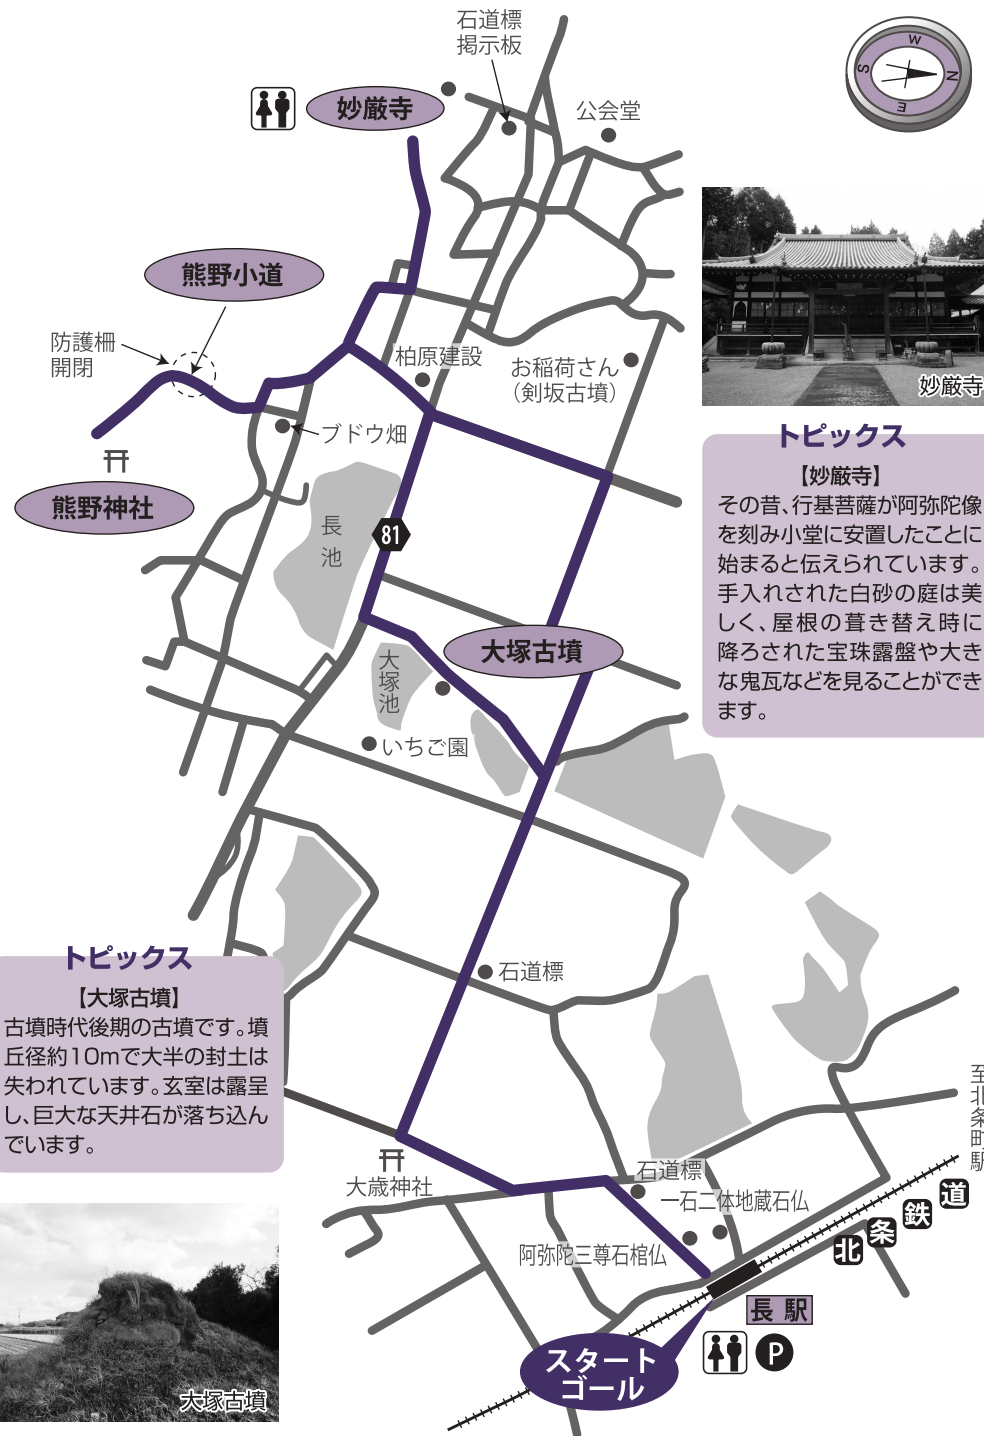 石道標
掲示板
W
S
N
E
妙厳寺
公会堂
熊野小道
防護柵
開閉
柏原建設
お稲荷さん
（剣坂古墳）
妙厳寺
ブドウ畑
熊野神社
長池
81
トピックス
【妙厳寺】
その昔、行基菩薩が阿弥陀像
を刻み小堂に安置したことに
始まると伝えられています。
手入れされた白砂の庭は美
しく、屋根の葺き替え時に
降ろされた宝珠露盤や大き
な鬼瓦などを見ることができ
ます。
大塚古墳
大塚池
いちご園
トピックス
【大塚古墳】
古墳時代後期の古墳です。墳
丘径約10mで大半の封土は
失われています。玄室は露呈
し、巨大な天井石が落ち込ん
でいます。
石道標
至北条町駅
大歳神社
石道標
一石二体地蔵石仏
阿弥陀三尊石棺仏
北条鉄道
長駅
P
スタート
ゴール
大塚古墳